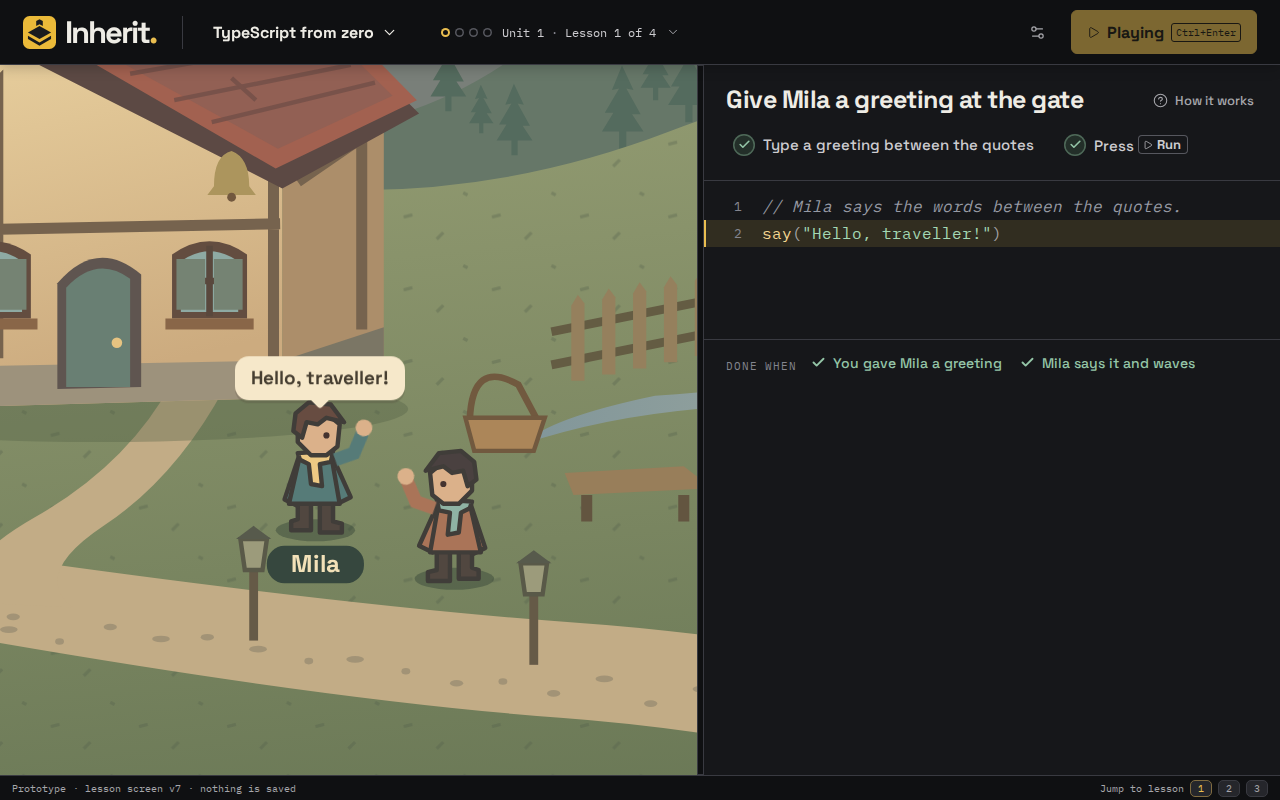 Inherit.
TypeScript from zero
Unit 1 · Lesson 1 of 4
Playing Ctrl+Enter
Give Mila a greeting at the gate
How it works
Type a greeting between the quotes
Press Run
1 // Mila says the words between the quotes.
2 say("Hello, traveller!")
DONE WHEN You gave Mila a greeting Mila says it and waves
Hello, traveller!
Mila
Prototype · lesson screen v7 · nothing is saved
Jump to lesson 1 2 3